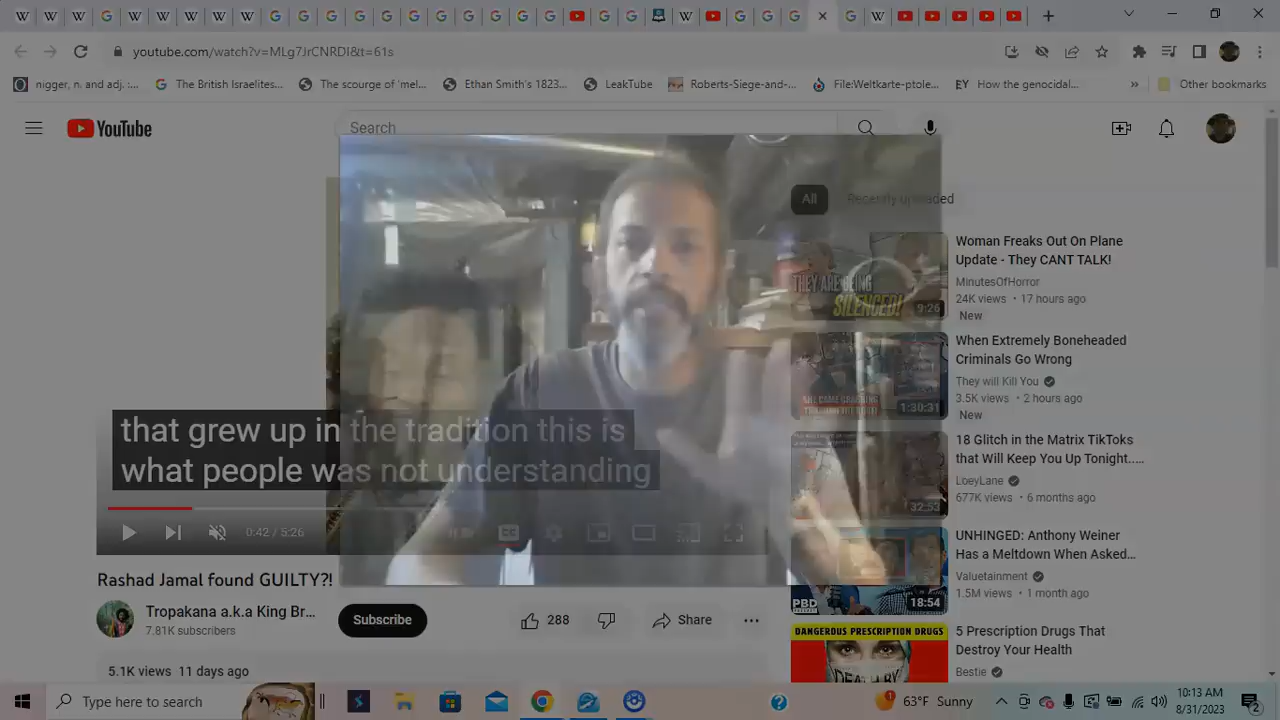 youtube.com/watch?v=MLg7JrCNRDI&t=61s
nigger, n. and adj. :...
The British Israelites...
The scourge of 'mel...
Ethan Smith's 1823...
LeakTube
Roberts-Siege-and-...
File:Weltkarte-ptole...
EY
How the genocidal...
»
Other bookmarks
YouTube
Search
All
Recently uploaded
that grew up in the tradition this is
what people was not understanding
0:42 / 5:26
Rashad Jamal found GUILTY?!
Tropakana a.k.a King Br...
7.81K subscribers
Subscribe
288
Share
5.1K views 11 days ago
THEY ARE BEING
SILENCED!
9:26
Woman Freaks Out On Plane
Update - They CANT TALK!
MinutesOfHorror
24K views • 17 hours ago
New
1:30:31
When Extremely Boneheaded
Criminals Go Wrong
They will Kill You
3.5K views • 2 hours ago
New
32:53
18 Glitch in the Matrix TikToks
that Will Keep You Up Tonight.....
LoeyLane
677K views • 6 months ago
PBD
18:54
UNHINGED: Anthony Weiner
Has a Meltdown When Asked...
Valuetainment
1.5M views • 1 month ago
DANGEROUS PRESCRIPTION DRUGS
5 Prescription Drugs That
Destroy Your Health
Bestie
Type here to search
63°F Sunny
10:13 AM
8/31/2023
2